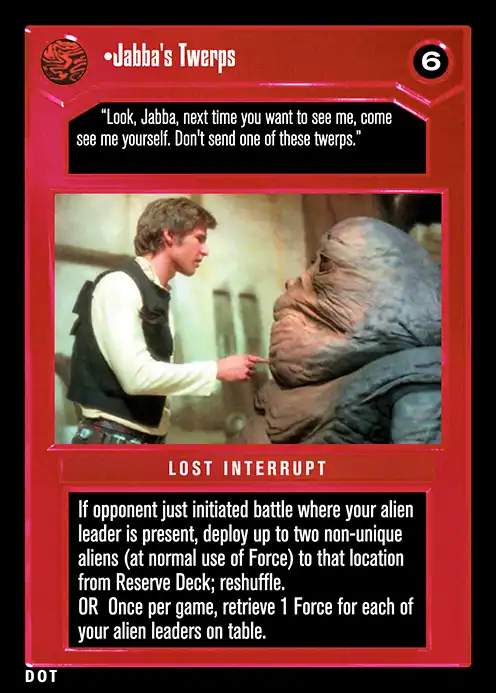 •Jabba's Twerps
6
“Look, Jabba, next time you want to see me, come
see me yourself. Don't send one of these twerps.”
LOST INTERRUPT
If opponent just initiated battle where your alien
leader is present, deploy up to two non-unique
aliens (at normal use of Force) to that location
from Reserve Deck; reshuffle.
OR Once per game, retrieve 1 Force for each of
your alien leaders on table.
DOT